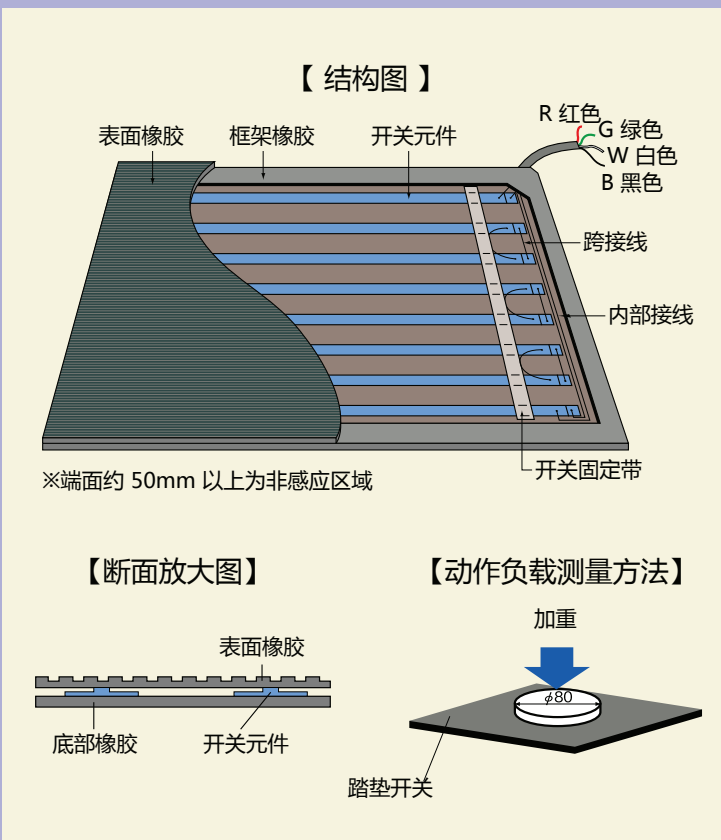 【 结构图 】
R 红色
G 绿色
W 白色
B 黑色
表面橡胶
框架橡胶
开关元件
跨接线
内部接线
开关固定带
※端面约 50mm 以上为非感应区域
【断面放大图】
表面橡胶
底部橡胶
开关元件
【动作负载测量方法】
加重
φ80
踏垫开关